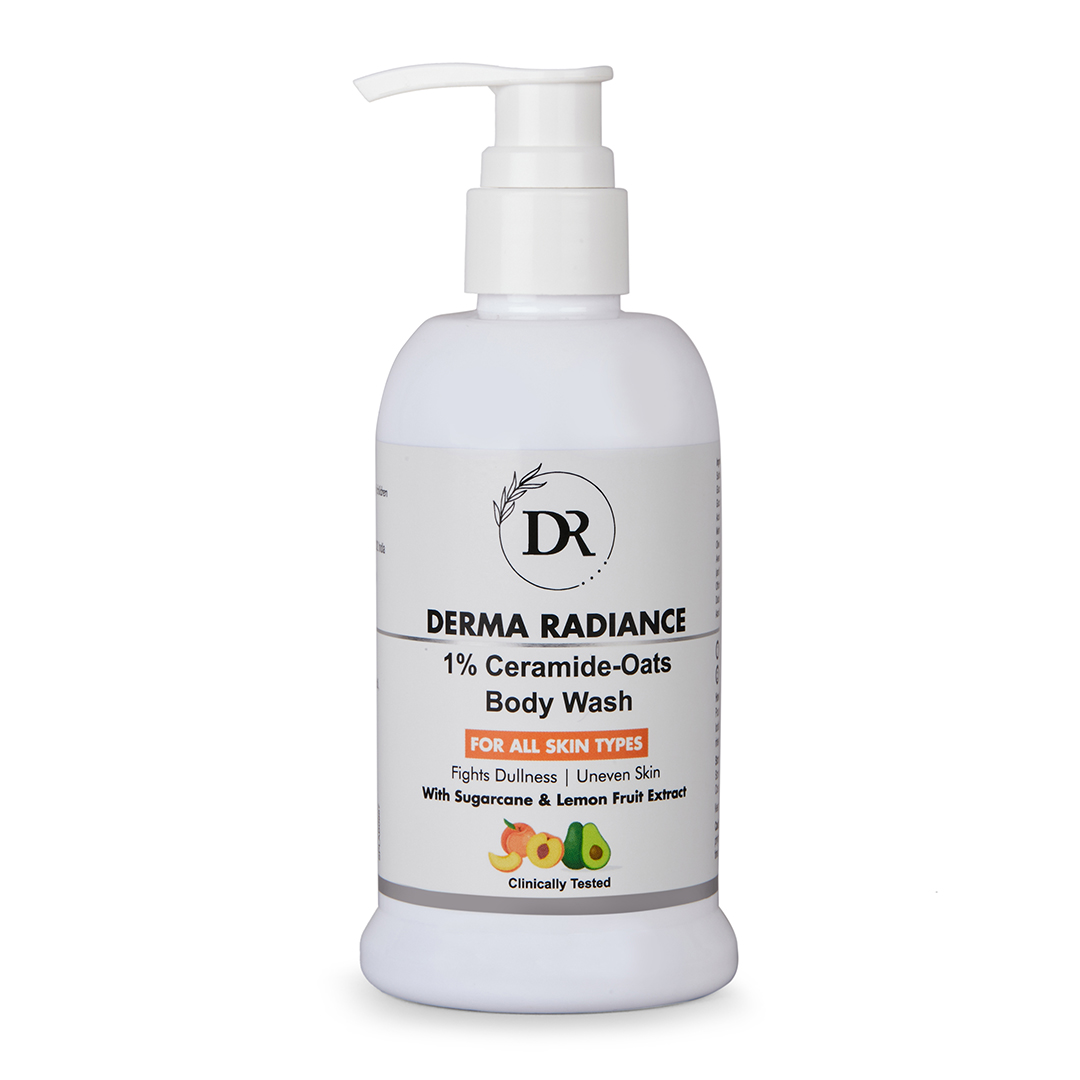 DR
DERMA RADIANCE
1% Ceramide-Oats
Body Wash
FOR ALL SKIN TYPES
Fights Dullness | Uneven Skin
With Sugarcane & Lemon Fruit Extract
Clinically Tested